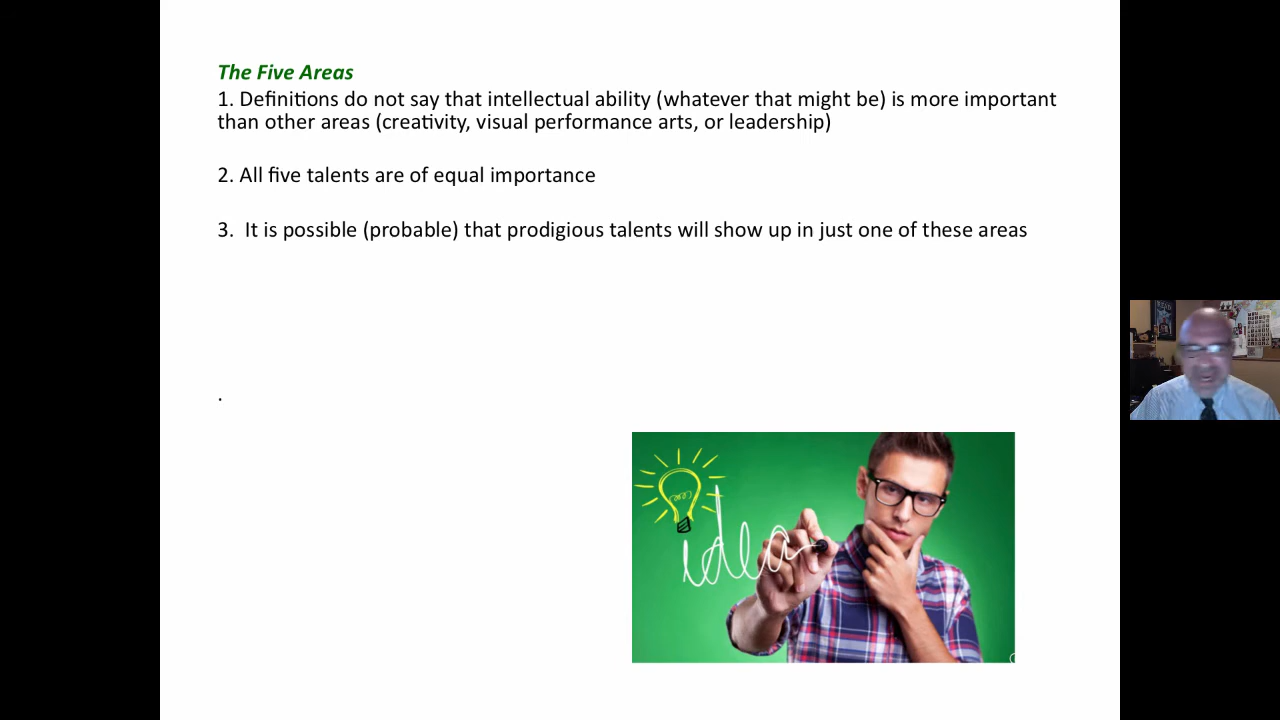 The Five Areas
1. Definitions do not say that intellectual ability (whatever that might be) is more important
than other areas (creativity, visual performance arts, or leadership)
2. All five talents are of equal importance
3.  It is possible (probable) that prodigious talents will show up in just one of these areas
.
idea
READ